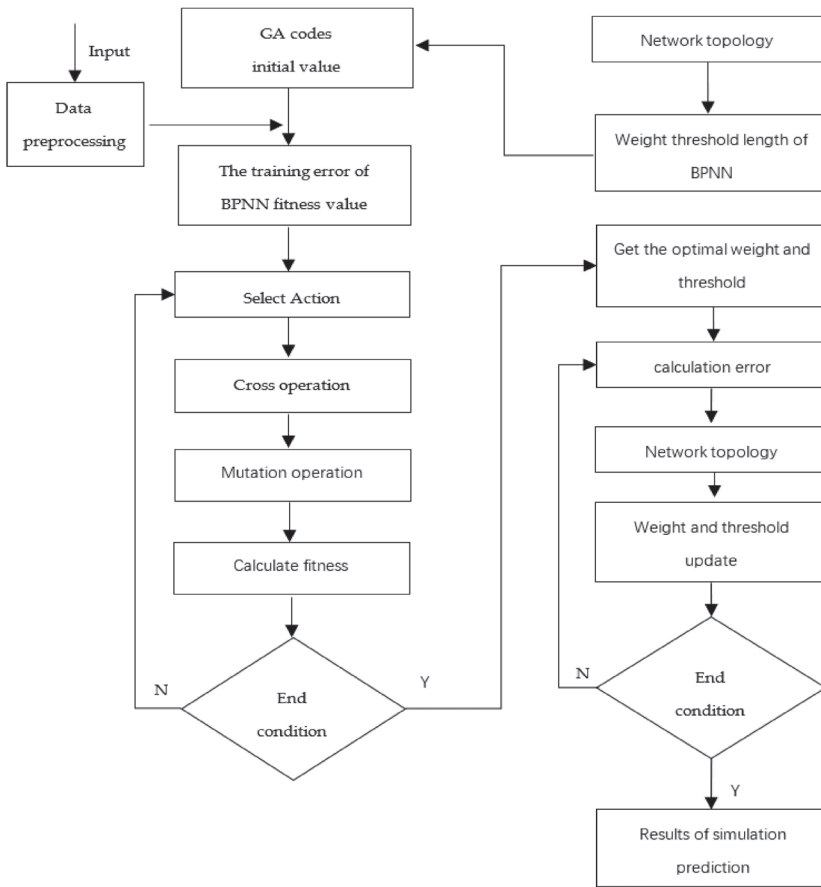 Input
Data
preprocessing
GA codes
initial value
The training error of
BPNN fitness value
Select Action
Cross operation
Mutation operation
Calculate fitness
N
End
condition
Y
Network topology
Weight threshold length of
BPNN
Get the optimal weight and
threshold
calculation error
Network topology
Weight and threshold
update
N
End
condition
Y
Results of simulation
prediction